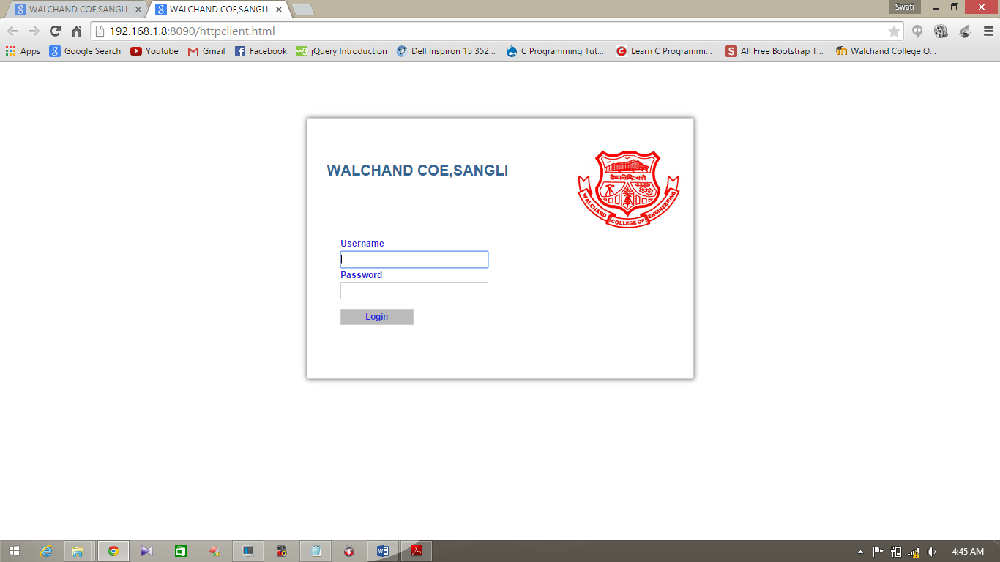 WALCHAND COE,SANGLI
WALCHAND COE,SANGLI
Swati
192.168.1.8:8090/httpclient.html
Apps
Google Search
Youtube
Gmail
Facebook
jQuery Introduction
Dell Inspiron 15 352...
C Programming Tut...
Learn C Programmi...
All Free Bootstrap T...
Walchand College O...
WALCHAND COE,SANGLI
क्रियासिद्धि: सत्त्वे
WALCHAND COLLEGE OF ENGINEERING
Username
Password
Login
4:45 AM